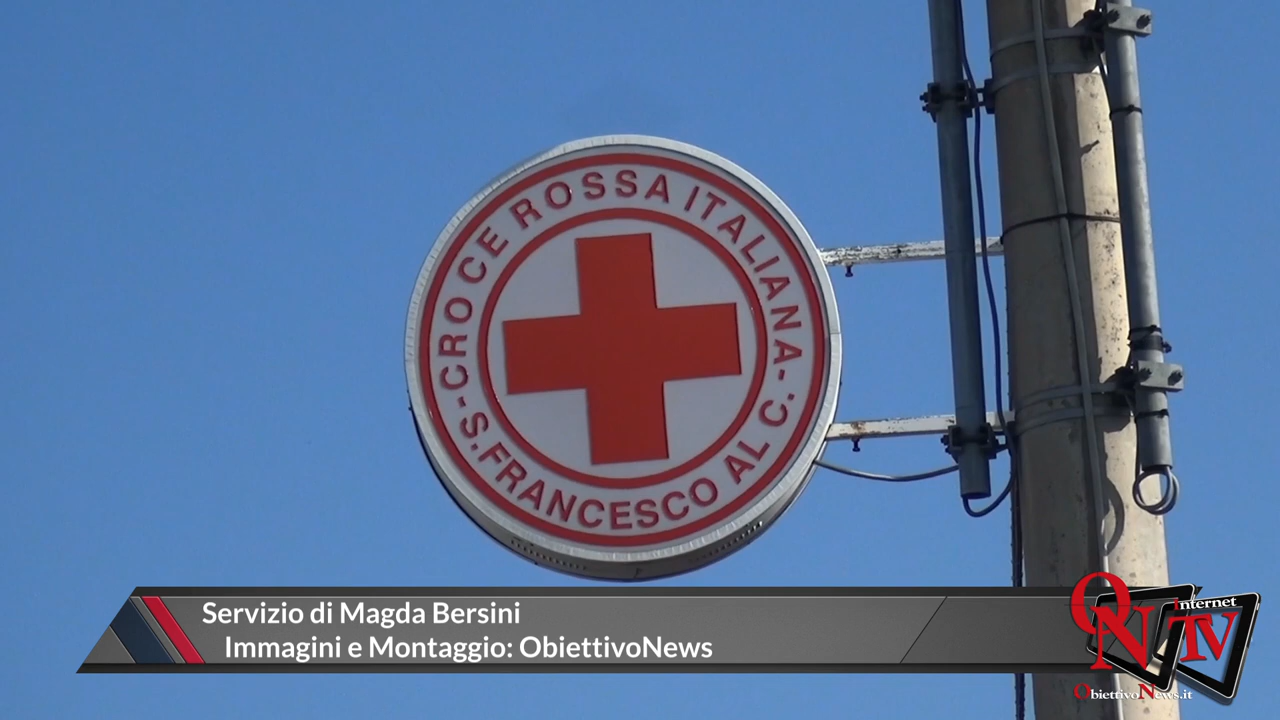 CROCE ROSSA ITALIANA -
S. FRANCESCO AL C. -
Servizio di Magda Bersini
Immagini e Montaggio: ObiettivoNews
ON
internet
TV
ObiettivoNews.it